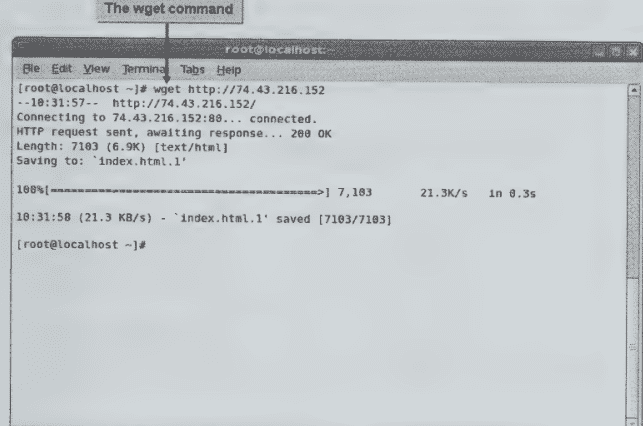 The wget command
root@localhost:~
File Edit View Terminal Tabs Help
[root@localhost ~]# wget http://74.43.216.152
--10:31:57-- http://74.43.216.152/
Connecting to 74.43.216.152:80... connected.
HTTP request sent, awaiting response... 200 OK
Length: 7103 (6.9K) [text/html]
Saving to: `index.html.1'
100%[=======================================>] 7,103 21.3K/s in 0.3s
10:31:58 (21.3 KB/s) - `index.html.1' saved [7103/7103]
[root@localhost ~]#